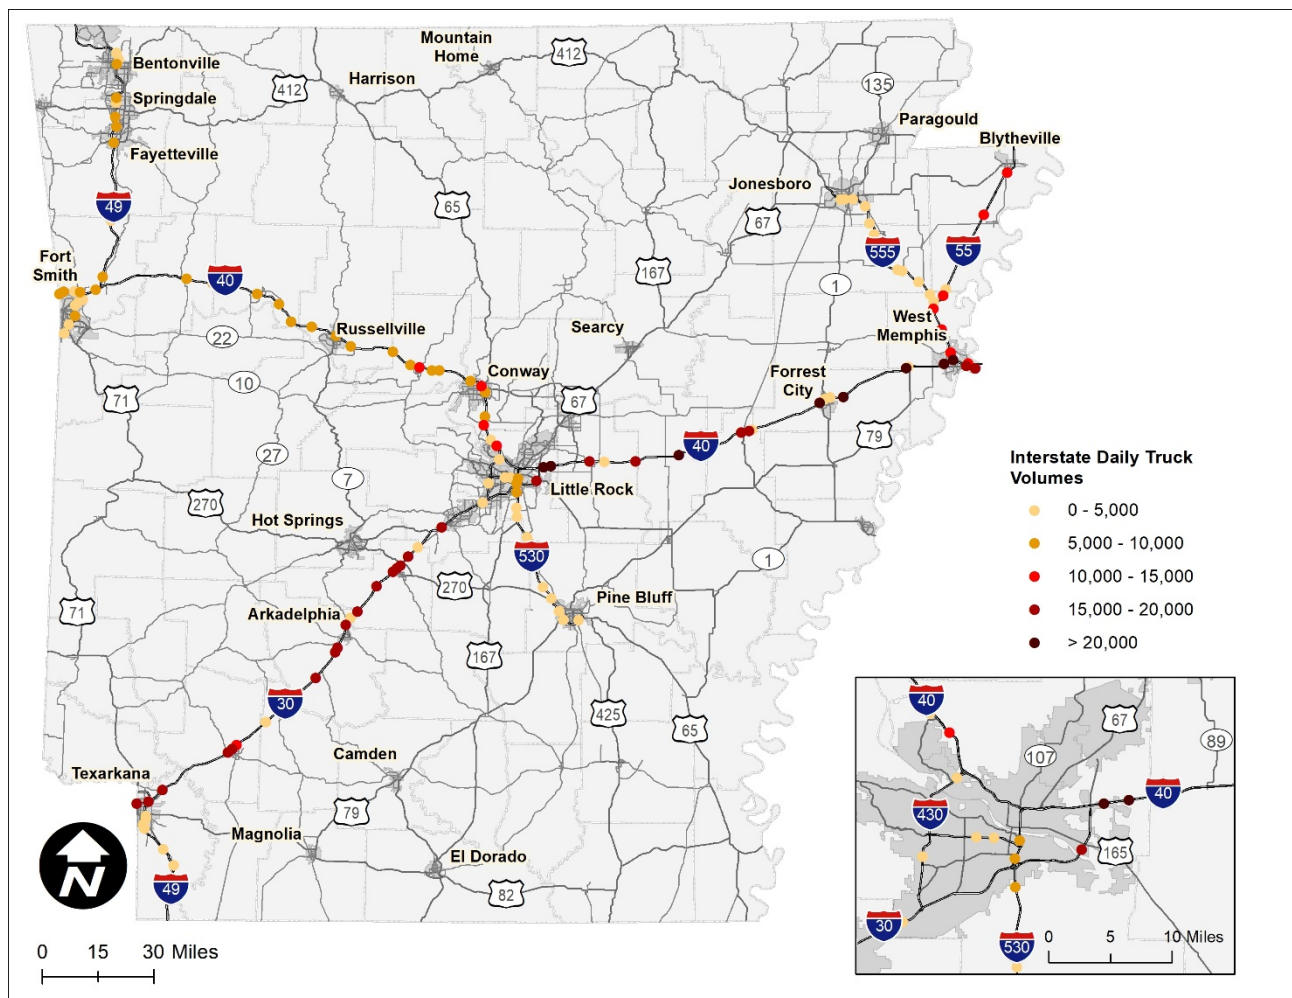 Mountain
Home
412
Bentonville
Harrison
412
135
Springdale
Paragould
Blytheville
Fayetteville
Jonesboro
49
65
67
555
55
Fort
Smith
40
167
1
West
Memphis
Russellville
Searcy
22
Forrest
City
Conway
10
71
67
79
40
27
7
Little Rock
270
Hot Springs
530
1
270
Pine Bluff
71
Arkadelphia
167
30
425
65
Camden
Texarkana
79
Magnolia
El Dorado
49
82
N
0 15 30 Miles
Interstate Daily Truck
Volumes
0 - 5,000
5,000 - 10,000
10,000 - 15,000
15,000 - 20,000
> 20,000
40
67
107
89
40
430
165
30
530
0 5 10 Miles